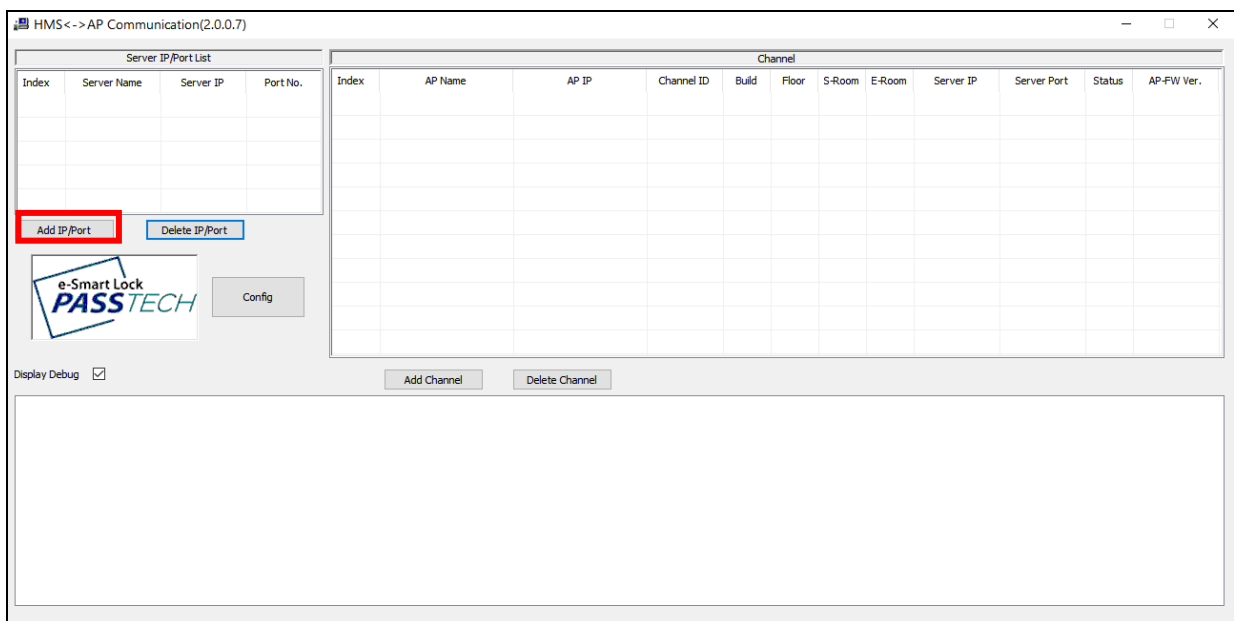 HMS<->AP Communication(2.0.0.7)
Server IP/Port List
Index Server Name Server IP Port No.
Channel
Index AP Name AP IP Channel ID Build Floor S-Room E-Room Server IP Server Port Status AP-FW Ver.
Add IP/Port Delete IP/Port
e-Smart Lock
PASSTECH
Config
Display Debug
Add Channel Delete Channel